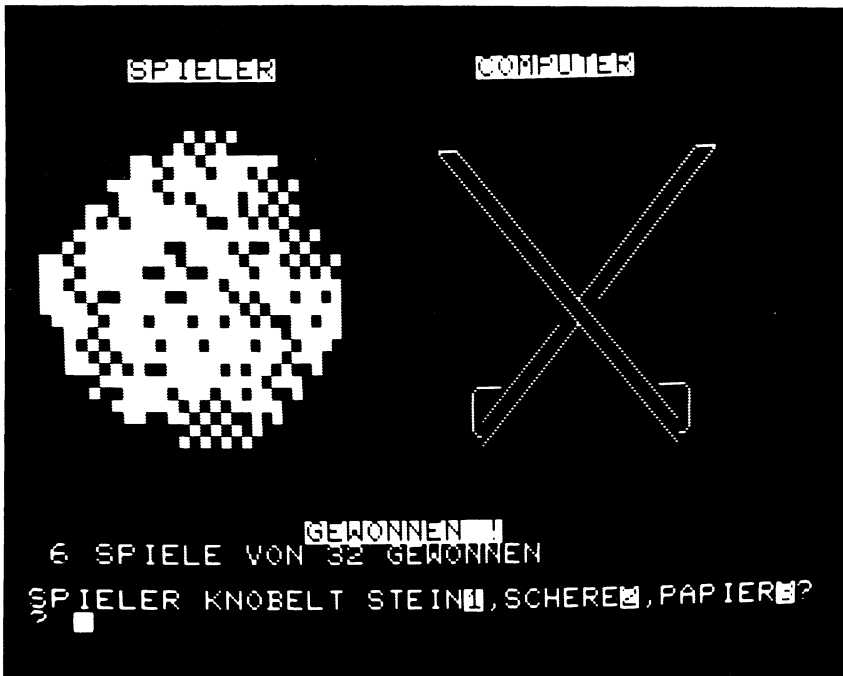 SPIELER COMPUTER
GEWONNEN !
6 SPIELE VON 32 GEWONNEN
SPIELER KNOBELT STEIN1,SCHERE2,PAPIER3?
?